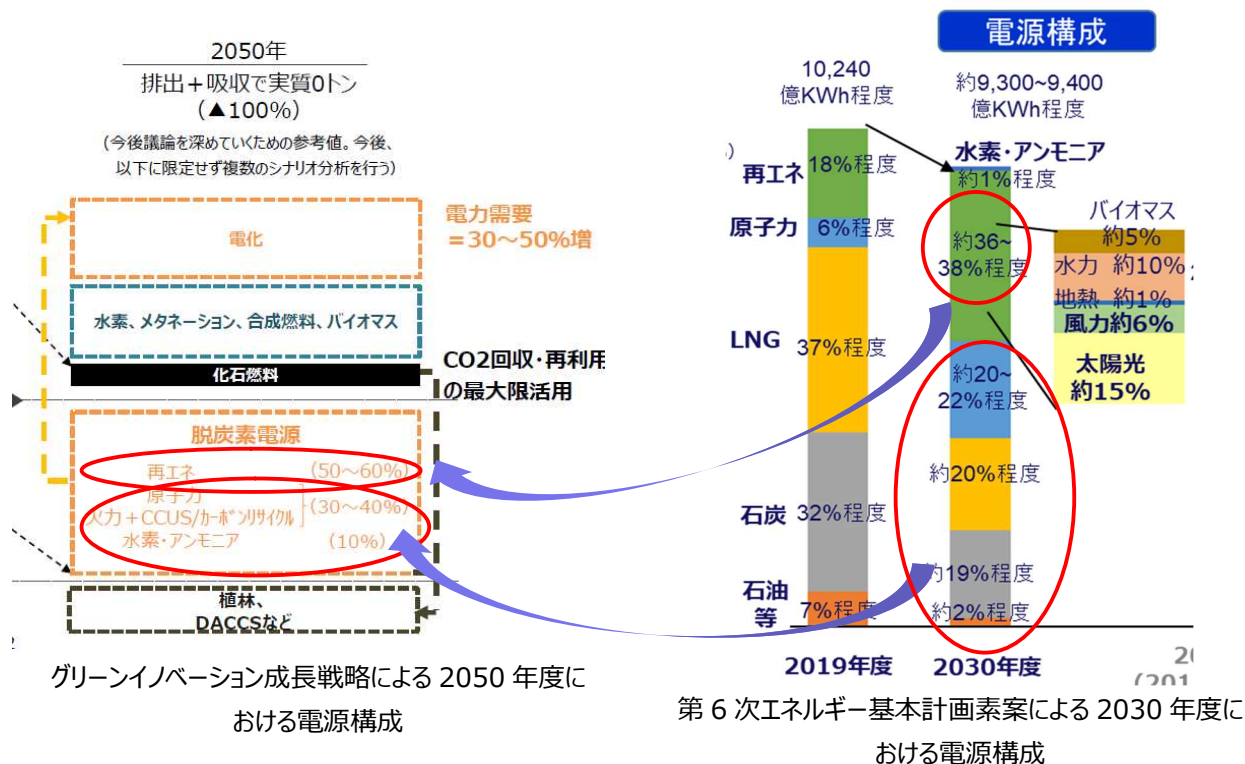 2050年
排出+吸収で実質0トン
(▲100%)
(今後議論を深めていくための参考値。今後、
以下に限定せず複数のシナリオ分析を行う)
電化
電力需要
=30~50%増
水素、メタネーション、合成燃料、バイオマス
化石燃料
CO2回収・再利用
の最大限活用
脱炭素電源
再エネ (50~60%)
原子力
火力+CCUS/カーボンリサイクル (30~40%)
水素・アンモニア (10%)
植林、
DACCSなど
グリーンイノベーション成長戦略による 2050 年度に
おける電源構成
電源構成
10,240
億KWh程度
約9,300~9,400
億KWh程度
水素・アンモニア
約1%程度
再エネ 18%程度
原子力 6%程度
LNG 37%程度
石炭 32%程度
石油
等 7%程度
約36~
38%程度
約20~
22%程度
約20%程度
約19%程度
約2%程度
バイオマス
約5%
水力 約10%
地熱 約1%
風力約6%
太陽光
約15%
2019年度 2030年度
第 6 次エネルギー基本計画素案による 2030 年度に
おける電源構成